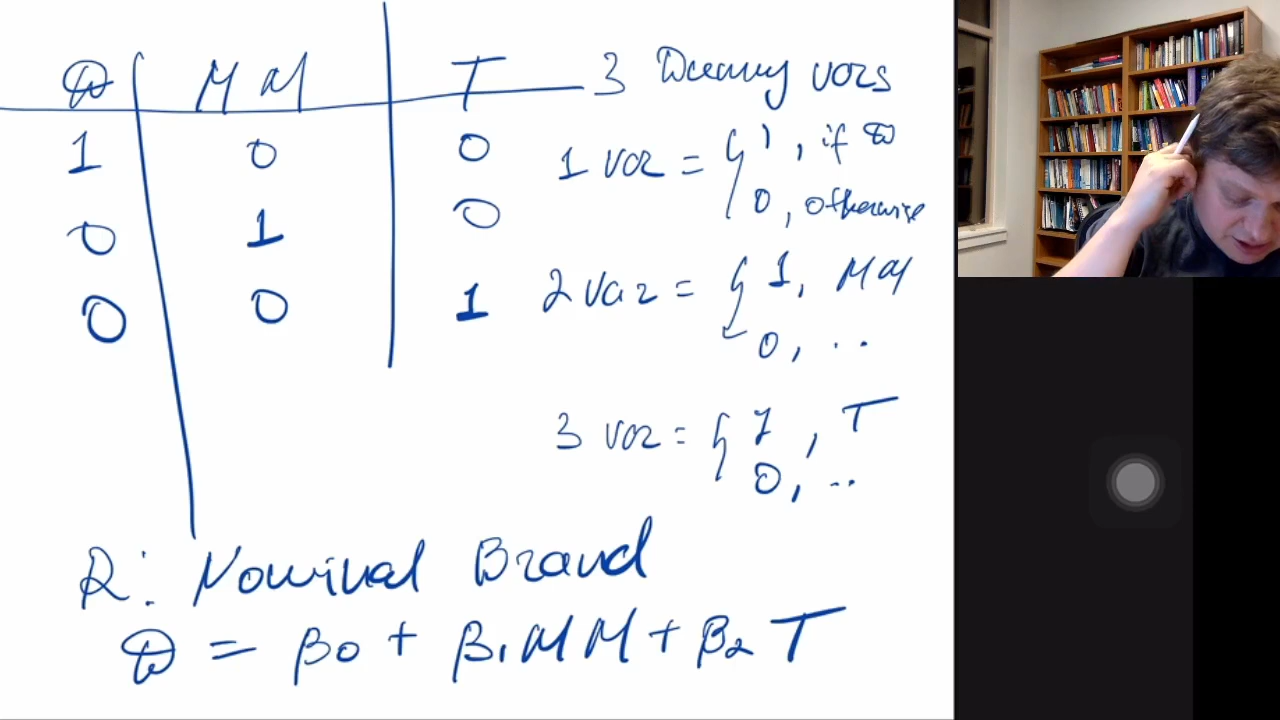 D MM T
1 0 0
0 1 0
0 0 1
3 Dummy vars
1 var = { 1, if D
0, otherwise
2 var = { 1, MM
0, ..
3 var = { 1, T
0, ..
R: Nominal Brand
D = β0 + β1 MM + β2 T